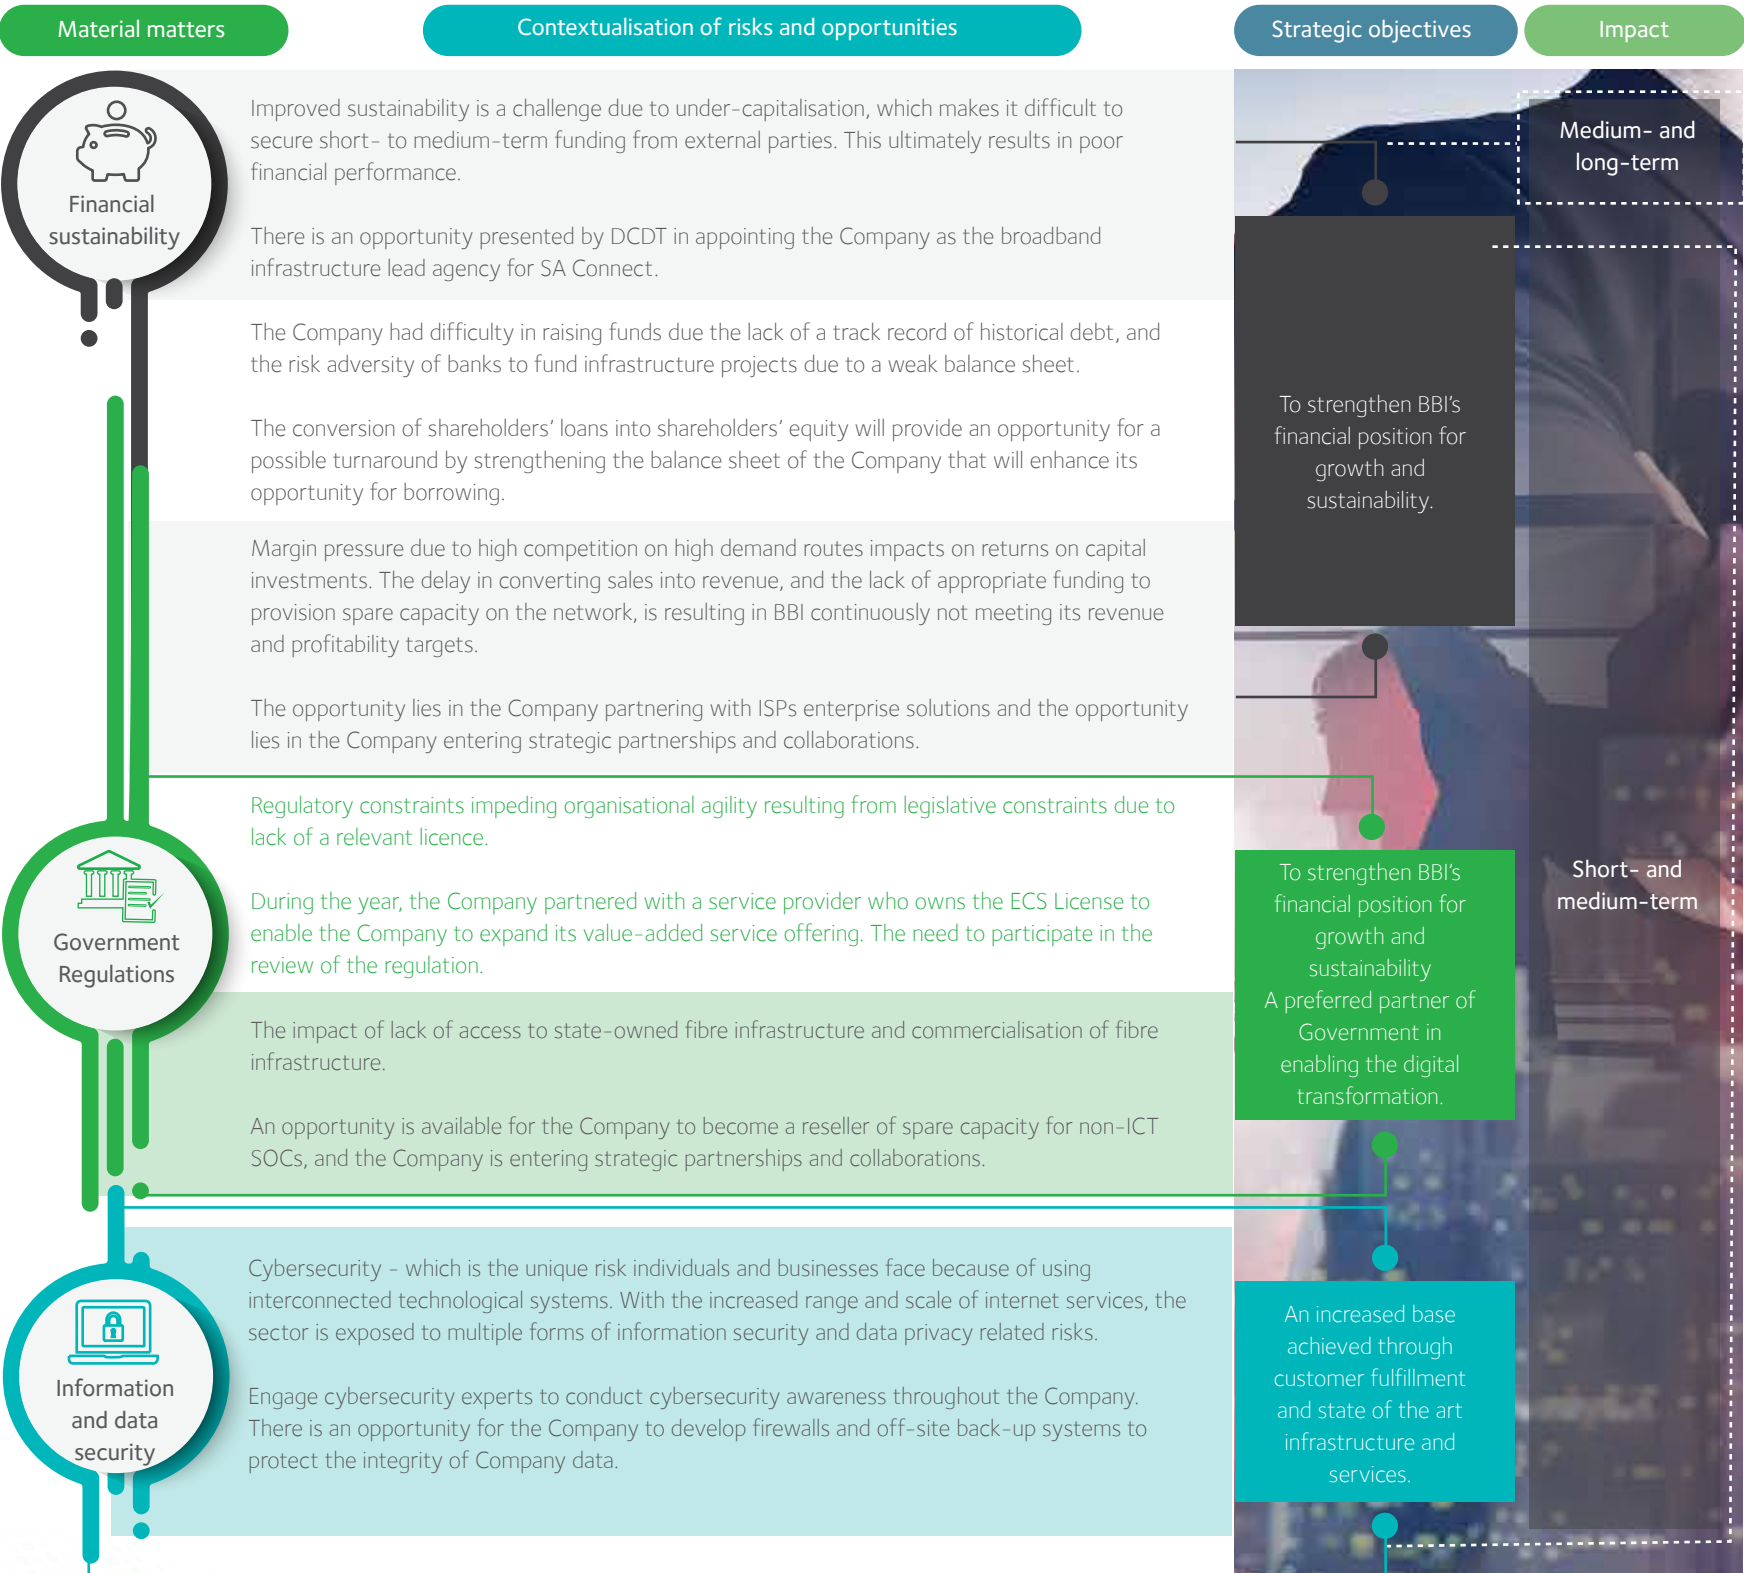 Material matters
Contextualisation of risks and opportunities
Strategic objectives
Impact
Financial
sustainability
Improved sustainability is a challenge due to under-capitalisation, which makes it difficult to
secure short- to medium-term funding from external parties. This ultimately results in poor
financial performance.
There is an opportunity presented by DCDT in appointing the Company as the broadband
infrastructure lead agency for SA Connect.
The Company had difficulty in raising funds due the lack of a track record of historical debt, and
the risk adversity of banks to fund infrastructure projects due to a weak balance sheet.
The conversion of shareholders' loans into shareholders' equity will provide an opportunity for a
possible turnaround by strengthening the balance sheet of the Company that will enhance its
opportunity for borrowing.
Margin pressure due to high competition on high demand routes impacts on returns on capital
investments. The delay in converting sales into revenue, and the lack of appropriate funding to
provision spare capacity on the network, is resulting in BBI continuously not meeting its revenue
and profitability targets.
The opportunity lies in the Company partnering with ISPs enterprise solutions and the opportunity
lies in the Company entering strategic partnerships and collaborations.
To strengthen BBI's
financial position for
growth and
sustainability.
Medium- and
long-term
Government
Regulations
Regulatory constraints impeding organisational agility resulting from legislative constraints due to
lack of a relevant licence.
During the year, the Company partnered with a service provider who owns the ECS License to
enable the Company to expand its value-added service offering. The need to participate in the
review of the regulation.
The impact of lack of access to state-owned fibre infrastructure and commercialisation of fibre
infrastructure.
An opportunity is available for the Company to become a reseller of spare capacity for non-ICT
SOCs, and the Company is entering strategic partnerships and collaborations.
To strengthen BBI's
financial position for
growth and
sustainability
A preferred partner of
Government in
enabling the digital
transformation.
Short- and
medium-term
Information
and data
security
Cybersecurity - which is the unique risk individuals and businesses face because of using
interconnected technological systems. With the increased range and scale of internet services, the
sector is exposed to multiple forms of information security and data privacy related risks.
Engage cybersecurity experts to conduct cybersecurity awareness throughout the Company.
There is an opportunity for the Company to develop firewalls and off-site back-up systems to
protect the integrity of Company data.
An increased base
achieved through
customer fulfillment
and state of the art
infrastructure and
services.